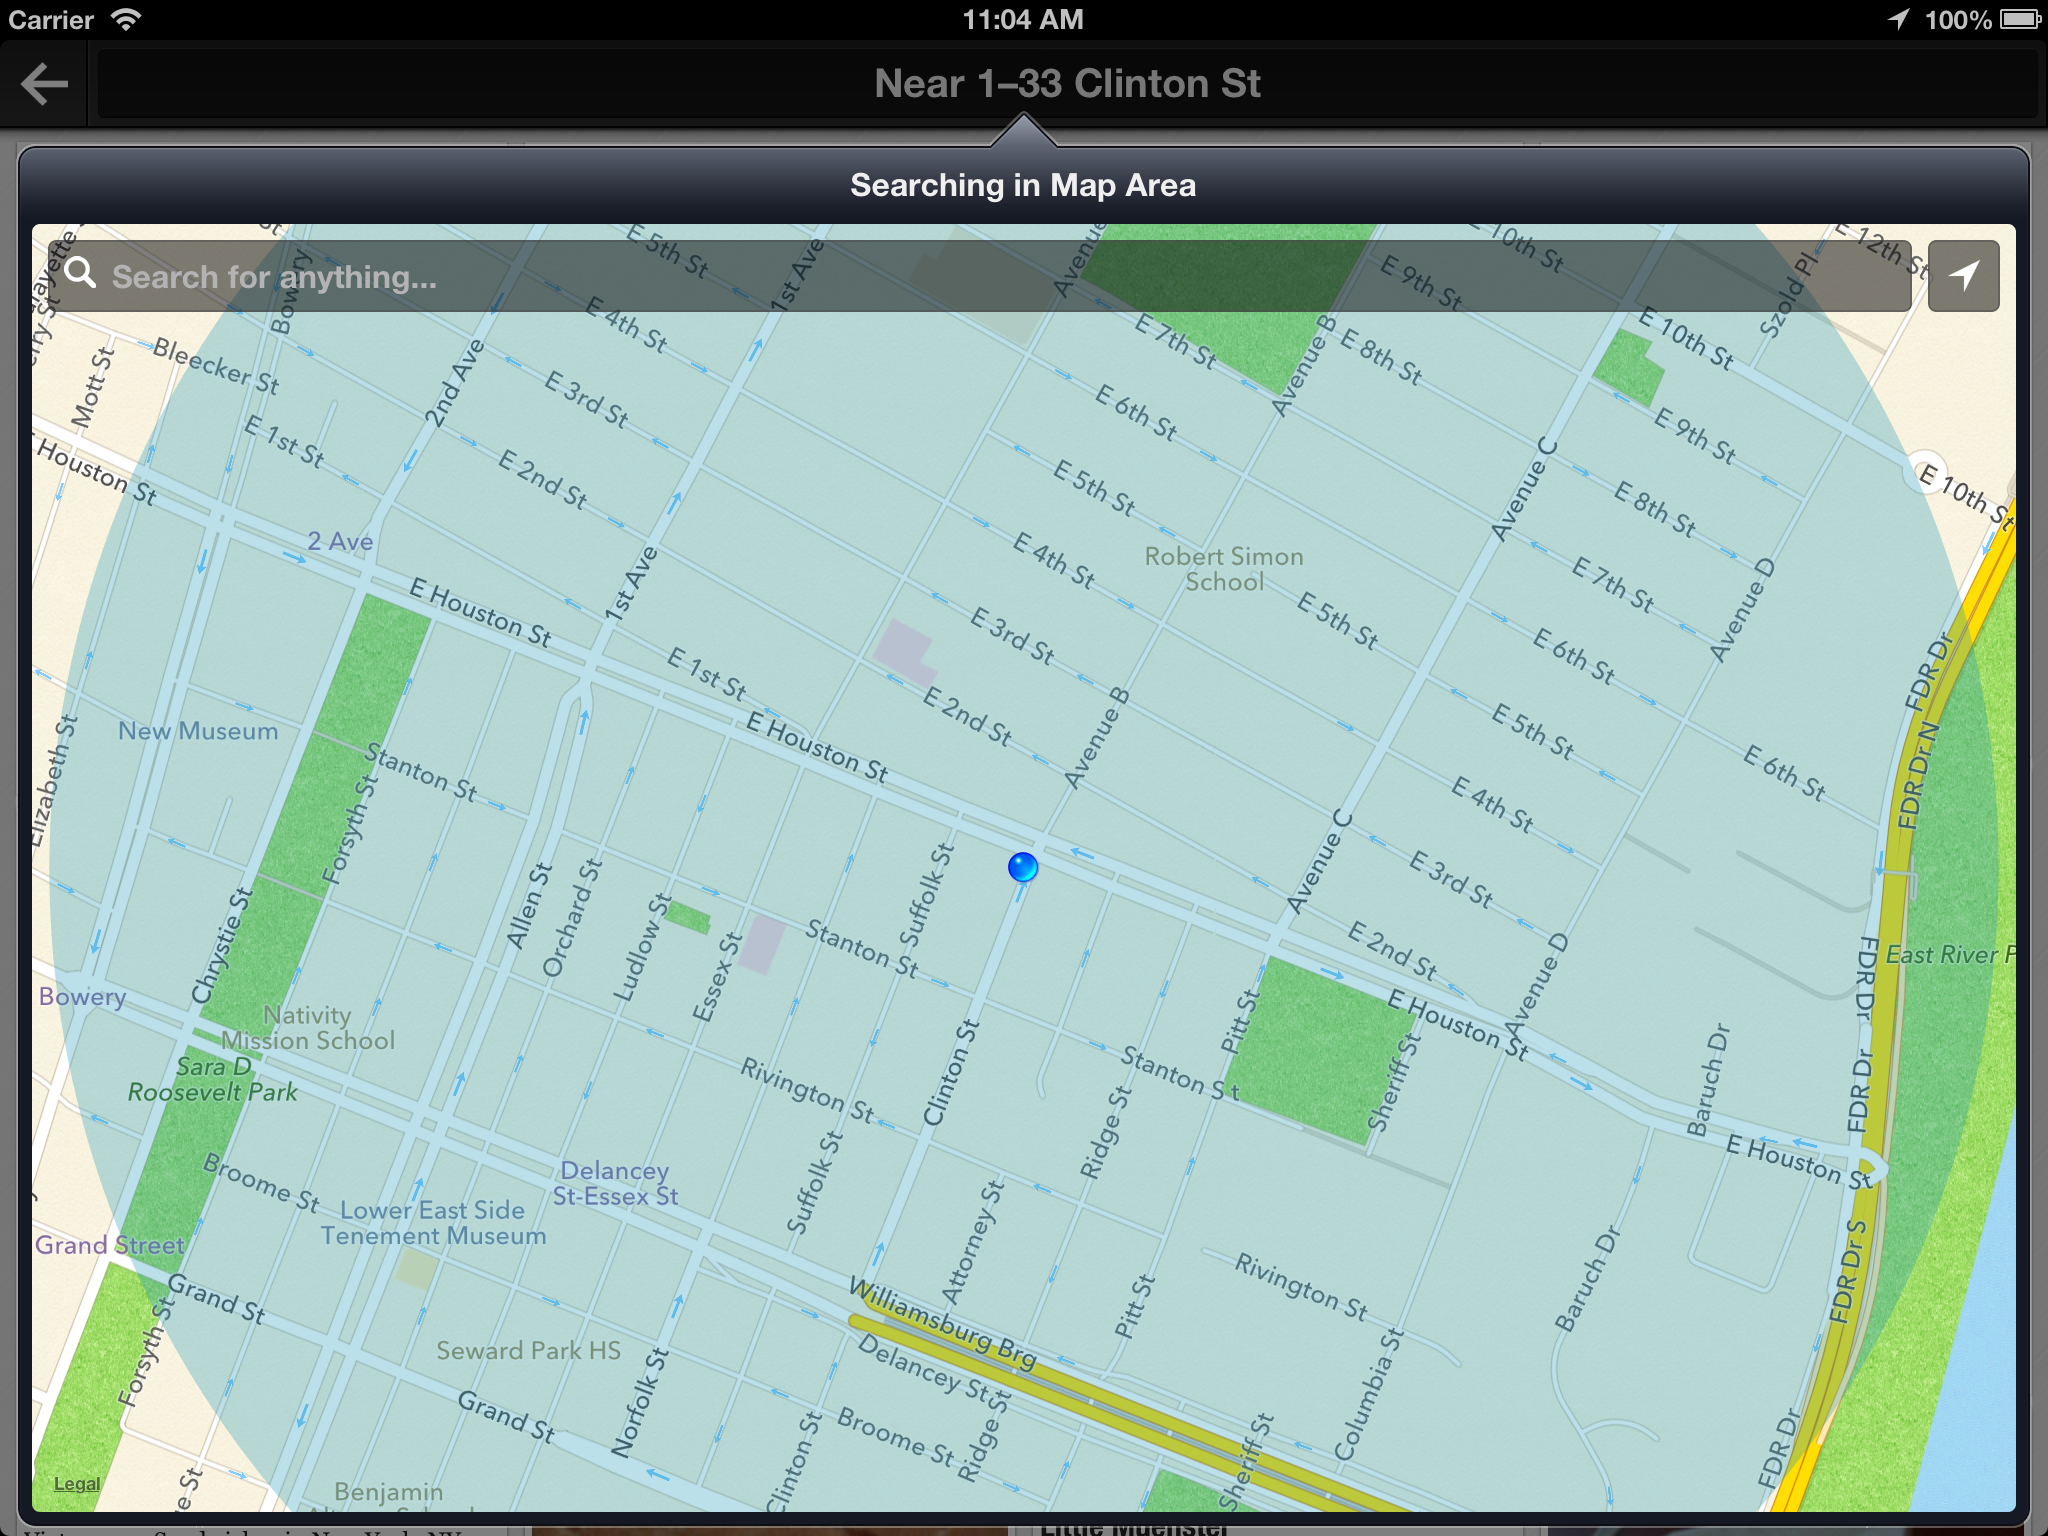 Carrier
11:04 AM
100%
Near 1–33 Clinton St
Searching in Map Area
Search for anything...
E 5th St
1st Ave
Avenue
E 10th St
E 9th St
E 12th St
Szold Pl
Bowery
E 4th St
E 7th St
Avenue B
E 8th St
E 10th St
Mott St
Bleecker St
2nd Ave
E 3rd St
E 6th St
E 9th St
E 1st St
Houston St
E 2nd St
E 5th St
Avenue C
E 8th St
E 10th St
2 Ave
E Houston St
1st Ave
E 4th St
Robert Simon
School
E 5th St
E 7th St
Avenue D
E 3rd St
E 6th St
FDR Dr
E 1st St
E 2nd St
Avenue B
E 5th St
New Museum
E Houston St
Elizabeth St
Stanton St
Forsyth St
E 4th St
E 6th St
FDR Dr N
Avenue C
E 3rd St
Chrystie St
Allen St
Orchard St
Ludlow St
Essex St
Suffolk St
Stanton St
E 2nd St
Avenue D
FDR Dr
East River P
Bowery
Nativity
Mission School
Sara D
Roosevelt Park
Pitt St
E Houston St
Clinton St
Rivington St
Stanton St
Sheriff St
Ridge St
Baruch Dr
FDR Dr
E Houston St
Broome St
Delancey
St-Essex St
Suffolk St
Lower East Side
Tenement Museum
Attorney St
Grand Street
Grand St
Forsyth St
Williamsburg Brg
Pitt St
Rivington St
Baruch Dr
FDR Dr S
Seward Park HS
Delancey St
Norfolk St
Grand St
Clinton St
Broome St
Ridge St
Columbia St
Sheriff St
FDR Dr
Legal
Benjamin